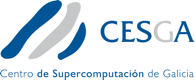 CESGA
Centro de Supercomputación de Galicia